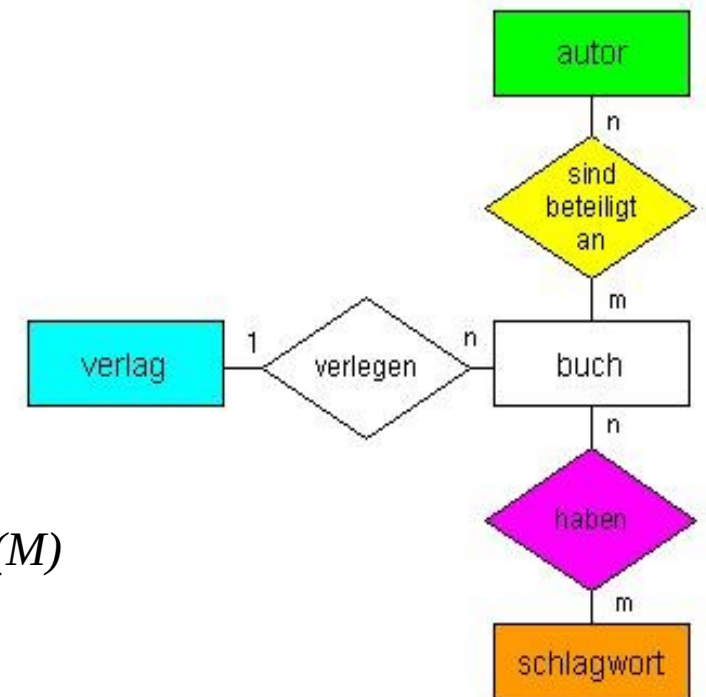 autor
n
sind
beteiligt
an
m
verlag
1
verlegen
n
buch
n
(M)
haben
m
schlagwort